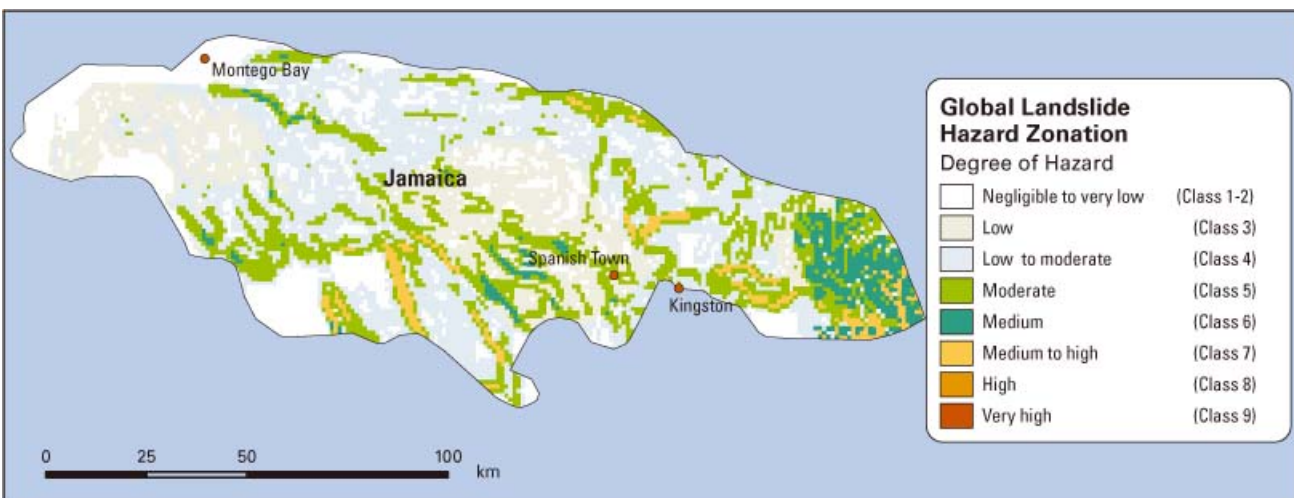 Montego Bay
Jamaica
Spanish Town
Kingston
0 25 50 100
km
Global Landslide
Hazard Zonation
Degree of Hazard
Negligible to very low (Class 1-2)
Low (Class 3)
Low to moderate (Class 4)
Moderate (Class 5)
Medium (Class 6)
Medium to high (Class 7)
High (Class 8)
Very high (Class 9)